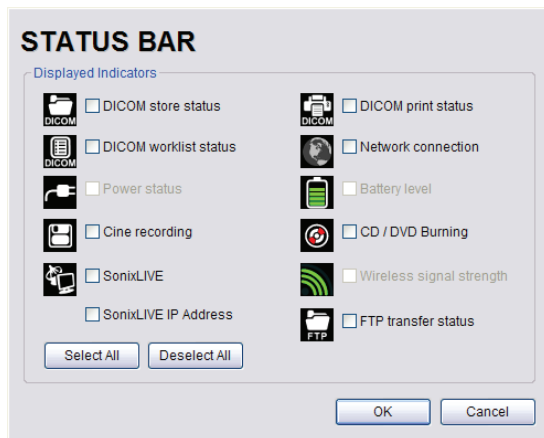 STATUS BAR
Displayed Indicators
DICOM DICOM store status
DICOM DICOM print status
DICOM DICOM worklist status
Network connection
Power status
Battery level
Cine recording
CD / DVD Burning
SonixLIVE
Wireless signal strength
SonixLIVE IP Address
FTP FTP transfer status
Select All Deselect All
OK Cancel